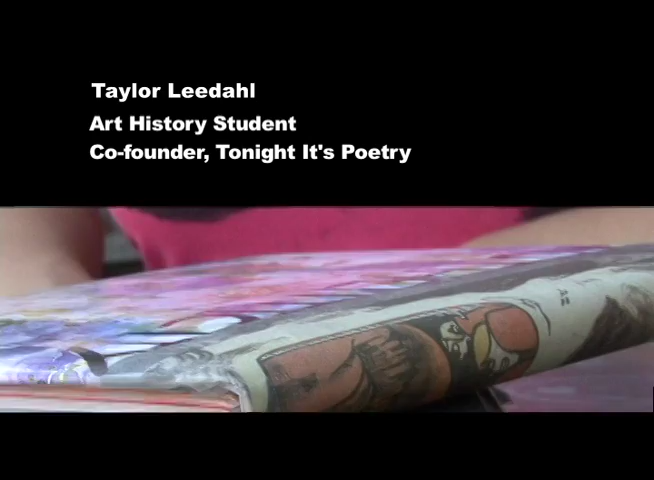 Taylor Leedahl
Art History Student
Co-founder, Tonight It's Poetry